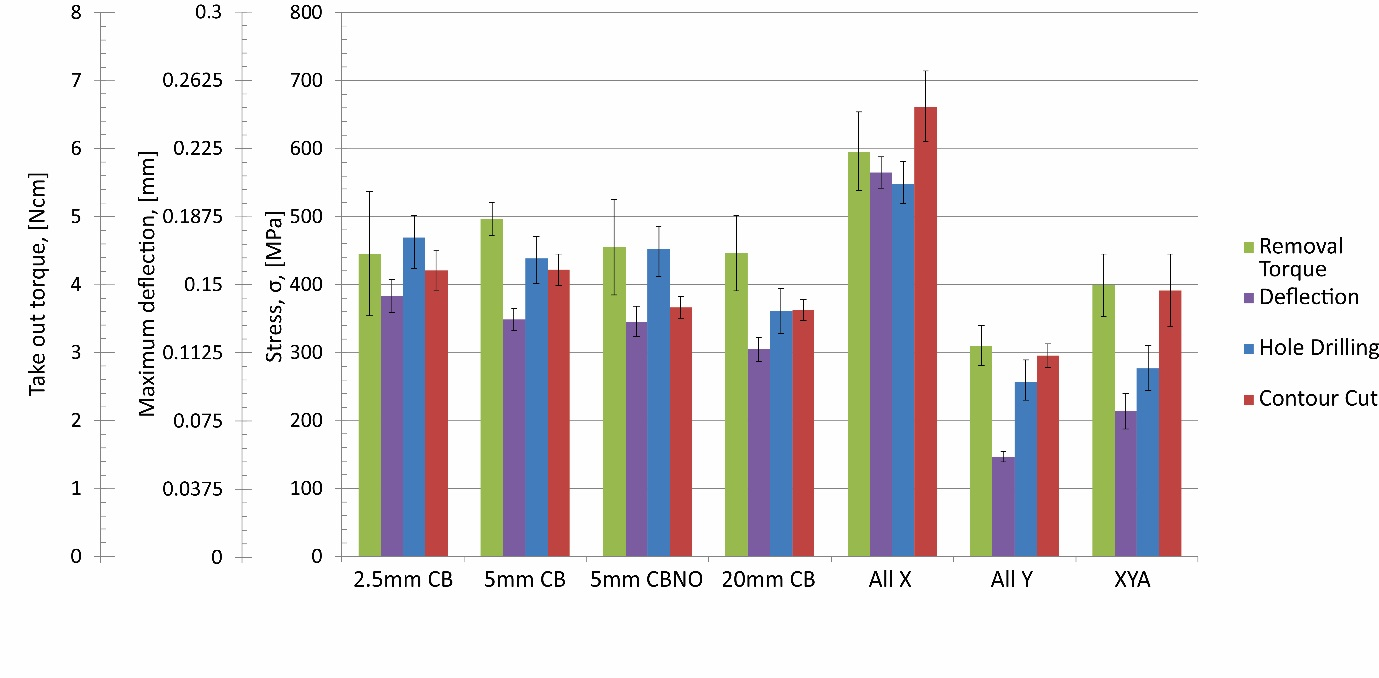 Take out torque, [Ncm]
8
7
6
5
4
3
2
1
0
Maximum deflection, [mm]
0.3
0.2625
0.225
0.1875
0.15
0.1125
0.075
0.0375
0
Stress, σ, [MPa]
800
700
600
500
400
300
200
100
0
2.5mm CB
5mm CB
5mm CBNO
20mm CB
All X
All Y
XYA
Removal
Torque
Deflection
Hole Drilling
Contour Cut